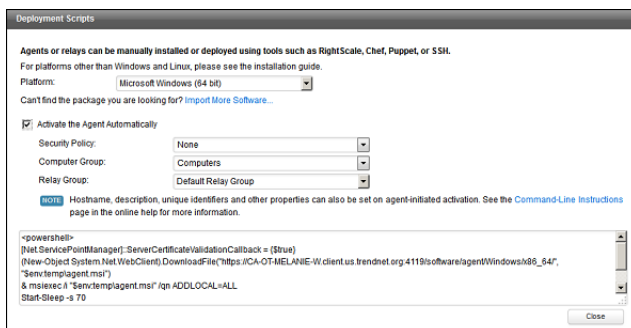 Deployment Scripts
Agents or relays can be manually installed or deployed using tools such as RightScale, Chef, Puppet, or SSH.
For platforms other than Windows and Linux, please see the installation guide.
Platform: Microsoft Windows (64 bit)
Can't find the package you are looking for? Import More Software...
Activate the Agent Automatically
Security Policy: None
Computer Group: Computers
Relay Group: Default Relay Group
NOTE Hostname, description, unique identifiers and other properties can also be set on agent-initiated activation. See the Command-Line Instructions
page in the online help for more information.
<powershell>
[Net.ServicePointManager]::ServerCertificateValidationCallback = {$true}
(New-Object System.Net.WebClient).DownloadFile("https://CA-OT-MELANIE-W.client.us.trendnet.org:4119/software/agent/Windows/x86_64/",
"$env:temp\agent.msi")
& msiexec /i "$env:temp\agent.msi" /qn ADDLOCAL=ALL
Start-Sleep -s 70
Close